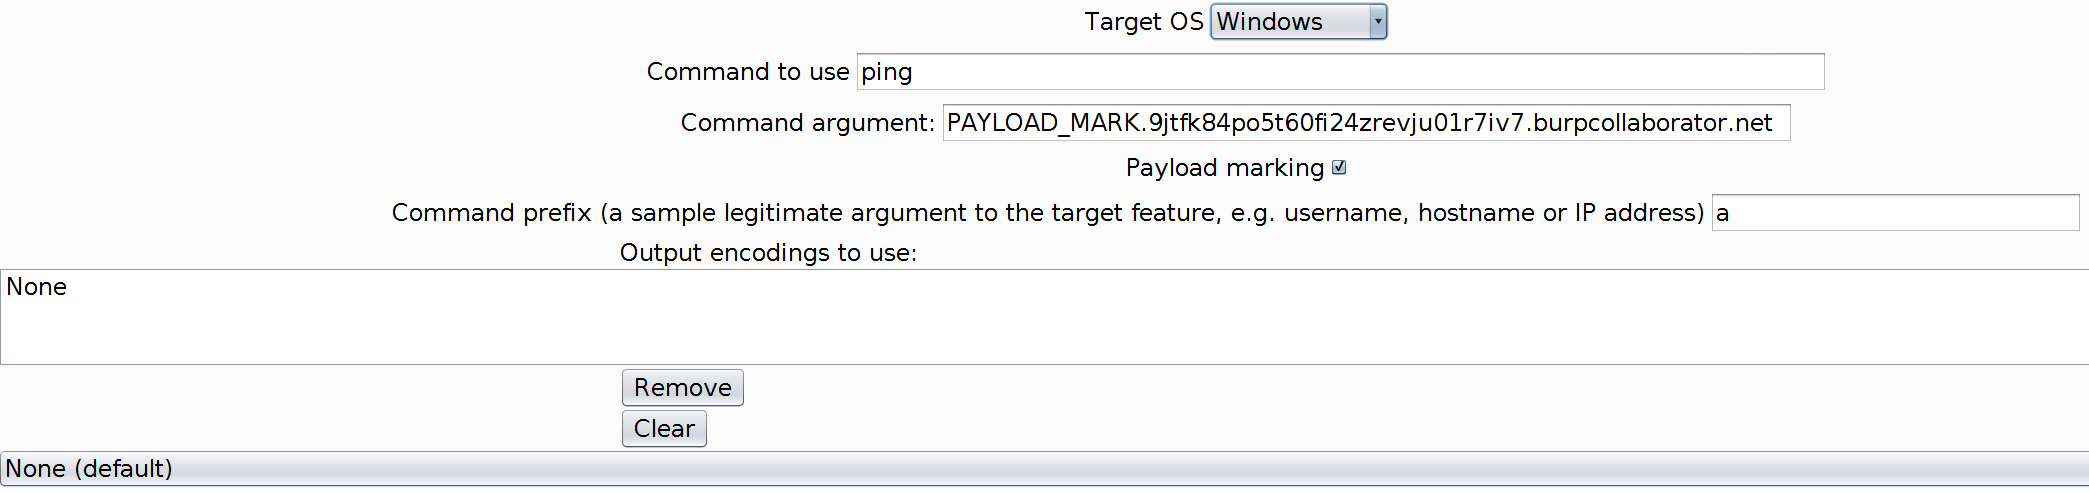 Target OS Windows
Command to use ping
Command argument: PAYLOAD_MARK.9jtfk84po5t60fi24zrevju01r7iv7.burpcollaborator.net
Payload marking
Command prefix (a sample legitimate argument to the target feature, e.g. username, hostname or IP address) a
Output encodings to use:
None
Remove
Clear
None (default)